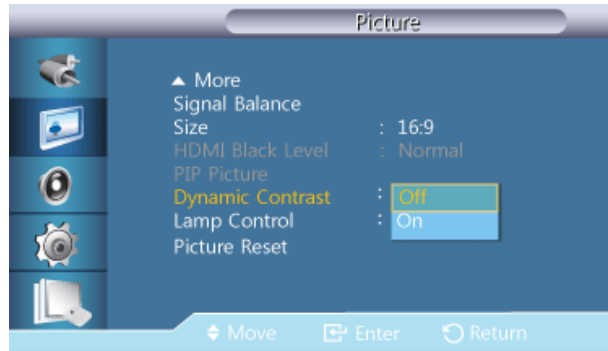 Picture
▲ More
Signal Balance
Size : 16:9
HDMI Black Level : Normal
PIP Picture
Dynamic Contrast : Off
Lamp Control : On
Picture Reset
Move Enter Return